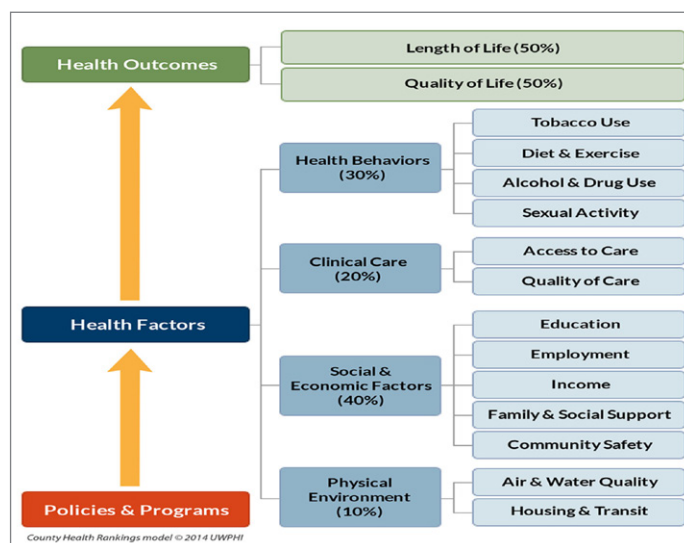 Health Outcomes
Length of Life (50%)
Quality of Life (50%)
Health Factors
Health Behaviors
(30%)
Tobacco Use
Diet & Exercise
Alcohol & Drug Use
Sexual Activity
Clinical Care
(20%)
Access to Care
Quality of Care
Social &
Economic Factors
(40%)
Education
Employment
Income
Family & Social Support
Community Safety
Physical
Environment
(10%)
Air & Water Quality
Housing & Transit
Policies & Programs
County Health Rankings model © 2014 UWPHI